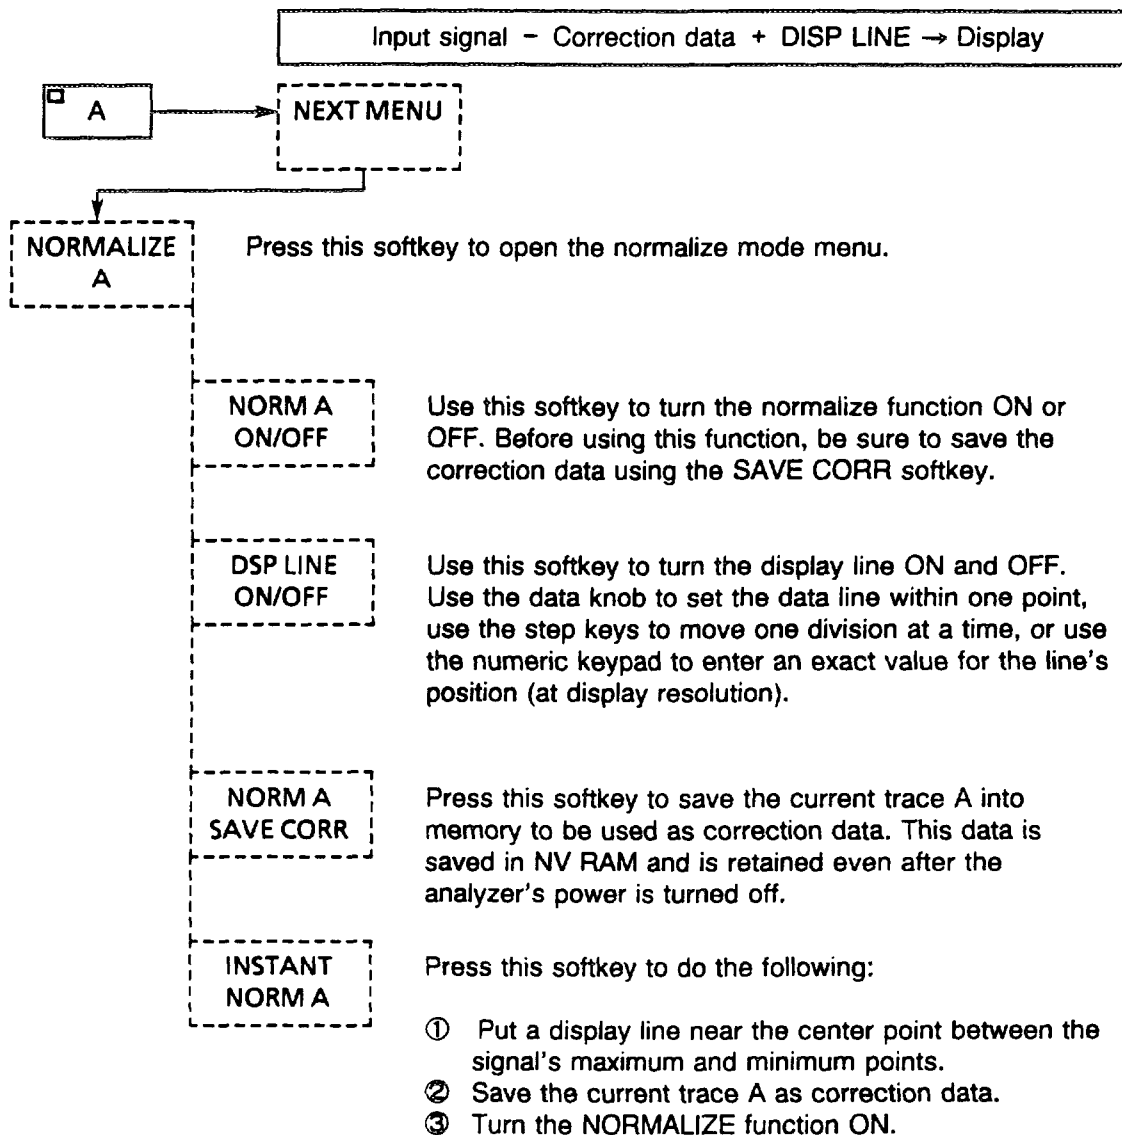 Input signal − Correction data + DISP LINE → Display
A
NEXT MENU
NORMALIZE
A
Press this softkey to open the normalize mode menu.
NORM A
ON/OFF
Use this softkey to turn the normalize function ON or
OFF. Before using this function, be sure to save the
correction data using the SAVE CORR softkey.
DSP LINE
ON/OFF
Use this softkey to turn the display line ON and OFF.
Use the data knob to set the data line within one point,
use the step keys to move one division at a time, or use
the numeric keypad to enter an exact value for the line's
position (at display resolution).
NORM A
SAVE CORR
Press this softkey to save the current trace A into
memory to be used as correction data. This data is
saved in NV RAM and is retained even after the
analyzer's power is turned off.
INSTANT
NORM A
Press this softkey to do the following:
① Put a display line near the center point between the
signal's maximum and minimum points.
② Save the current trace A as correction data.
③ Turn the NORMALIZE function ON.